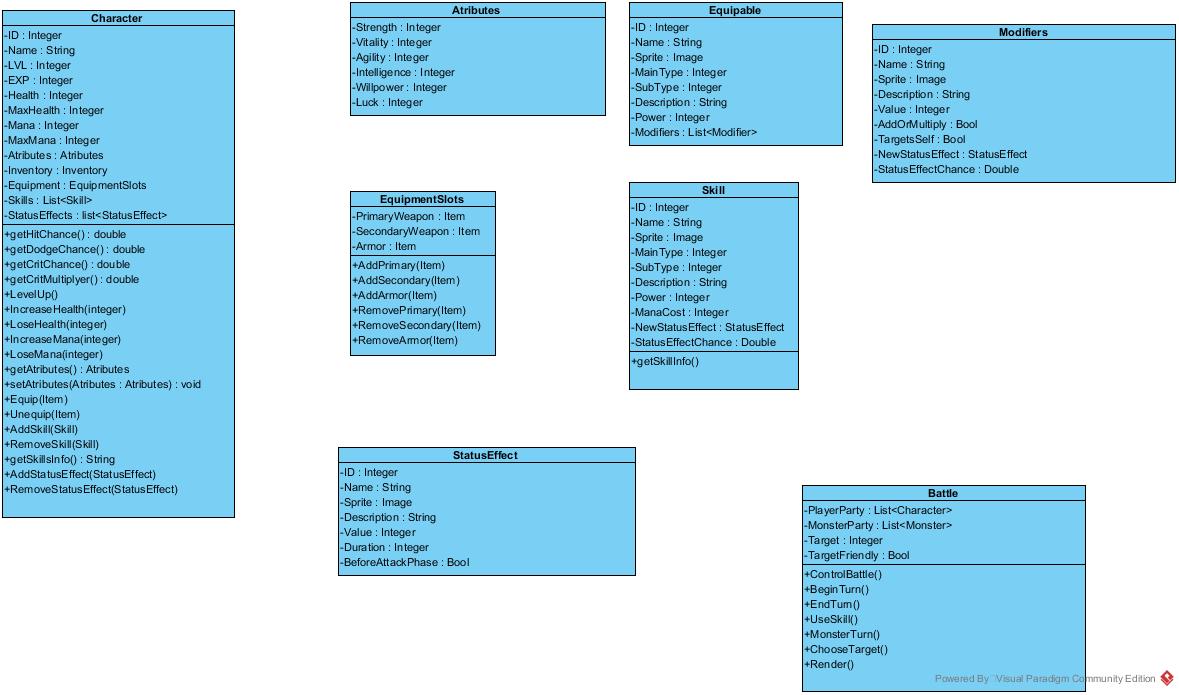 Character
-ID : Integer
-Name : String
-LVL : Integer
-EXP : Integer
-Health : Integer
-MaxHealth : Integer
-Mana : Integer
-MaxMana : Integer
-Atributes : Atributes
-Inventory : Inventory
-Equipment : EquipmentSlots
-Skills : List<Skill>
-StatusEffects : list<StatusEffect>
+getHitChance() : double
+getDodgeChance() : double
+getCritChance() : double
+getCritMultiplyer() : double
+LevelUp()
+IncreaseHealth(integer)
+LoseHealth(integer)
+IncreaseMana(integer)
+LoseMana(integer)
+getAtributes() : Atributes
+setAtributes(Atributes : Atributes) : void
+Equip(Item)
+Unequip(Item)
+AddSkill(Skill)
+RemoveSkill(Skill)
+getSkillsInfo() : String
+AddStatusEffect(StatusEffect)
+RemoveStatusEffect(StatusEffect)
Atributes
-Strength : Integer
-Vitality : Integer
-Agility : Integer
-Intelligence : Integer
-Willpower : Integer
-Luck : Integer
Equipable
-ID : Integer
-Name : String
-Sprite : Image
-MainType : Integer
-SubType : Integer
-Description : String
-Power : Integer
-Modifiers : List<Modifier>
Modifiers
-ID : Integer
-Name : String
-Sprite : Image
-Description : String
-Value : Integer
-AddOrMultiply : Bool
-TargetsSelf : Bool
-NewStatusEffect : StatusEffect
-StatusEffectChance : Double
EquipmentSlots
-PrimaryWeapon : Item
-SecondaryWeapon : Item
-Armor : Item
+AddPrimary(Item)
+AddSecondary(Item)
+AddArmor(Item)
+RemovePrimary(Item)
+RemoveSecondary(Item)
+RemoveArmor(Item)
Skill
-ID : Integer
-Name : String
-Sprite : Image
-MainType : Integer
-SubType : Integer
-Description : String
-Power : Integer
-ManaCost : Integer
-NewStatusEffect : StatusEffect
-StatusEffectChance : Double
+getSkillInfo()
StatusEffect
-ID : Integer
-Name : String
-Sprite : Image
-Description : String
-Value : Integer
-Duration : Integer
-BeforeAttackPhase : Bool
Battle
-PlayerParty : List<Character>
-MonsterParty : List<Monster>
-Target : Integer
-TargetFriendly : Bool
+ControlBattle()
+BeginTurn()
+EndTurn()
+UseSkill()
+MonsterTurn()
+ChooseTarget()
+Render()
Powered By Visual Paradigm Community Edition